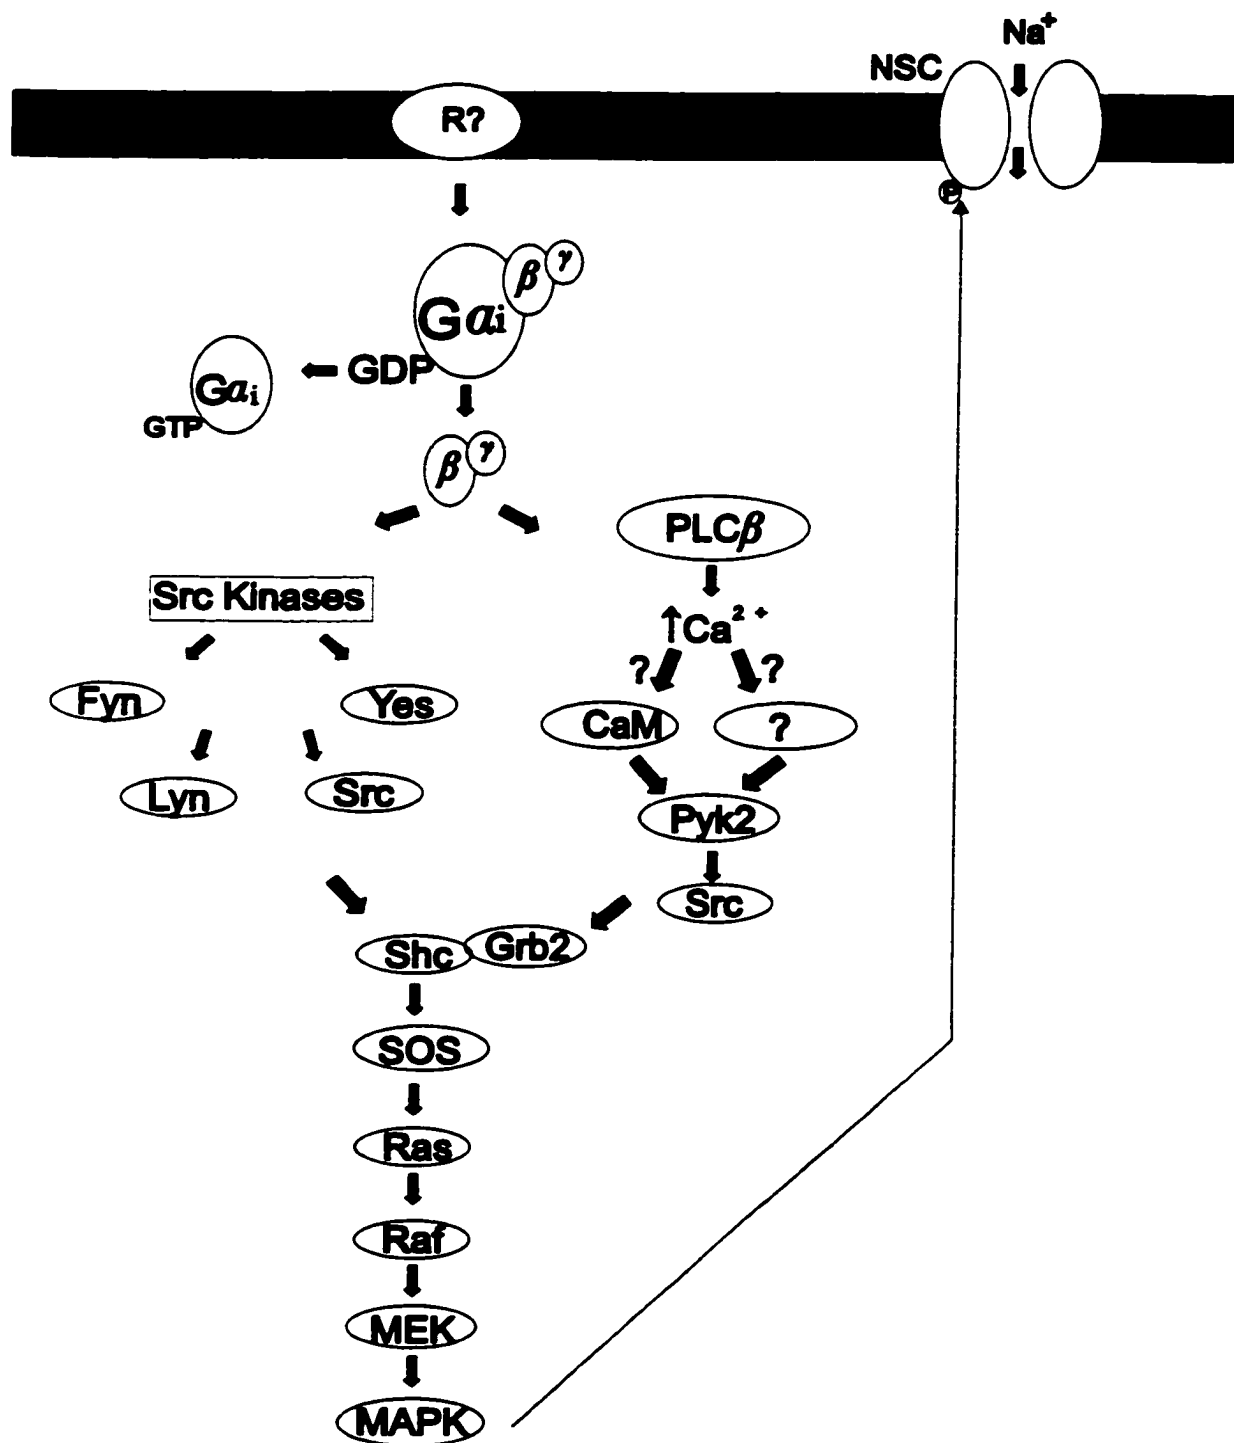 Na+
NSC
R?
P
β γ
Gαi
GDP
Gαi
GTP
β γ
PLCβ
Src Kinases
↑Ca2+
? ?
Fyn Yes
CaM ?
Lyn Src
Pyk2
Src
Shc Grb2
SOS
Ras
Raf
MEK
MAPK